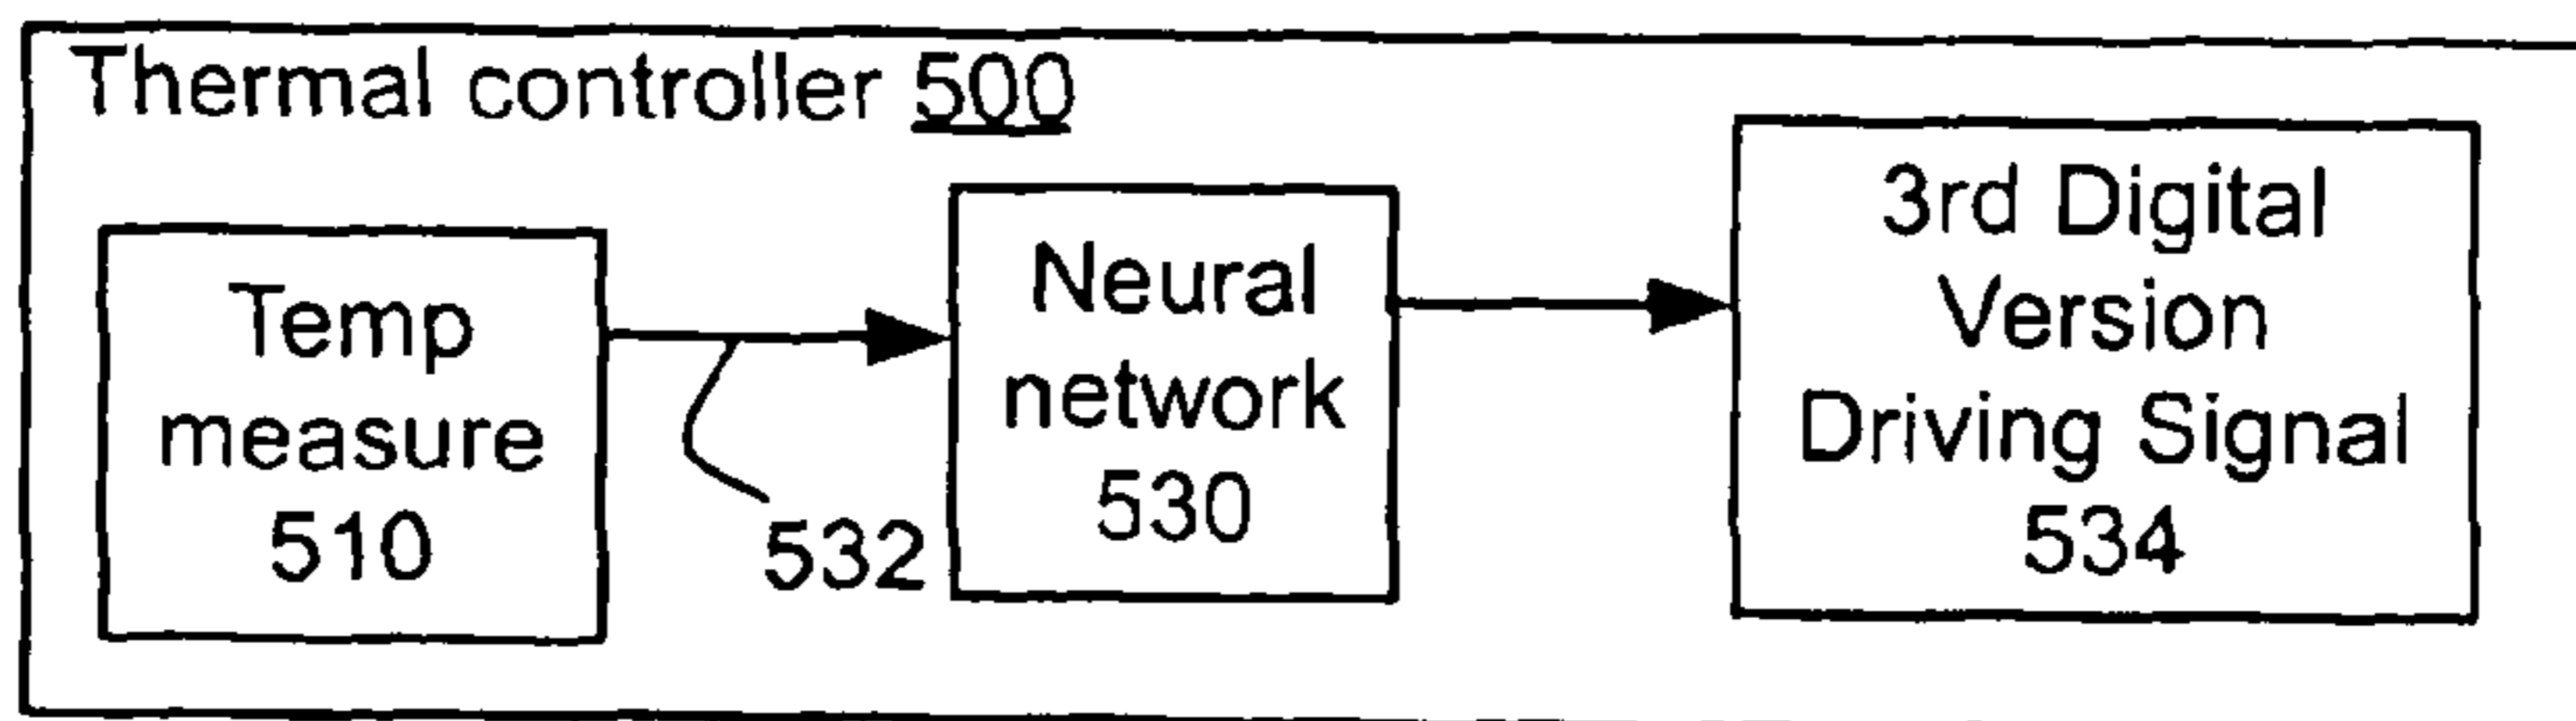 Thermal controller 500
Temp
measure
510
532
Neural
network
530
3rd Digital
Version
Driving Signal
534